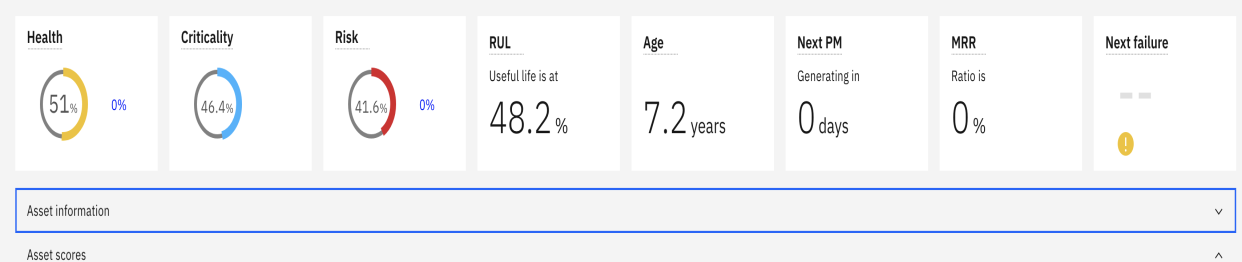 Health
51%
0%
Criticality
46.4%
Risk
41.6%
0%
RUL
Useful life is at
48.2 %
Age
7.2 years
Next PM
Generating in
0 days
MRR
Ratio is
0 %
Next failure
--
!
Asset information
Asset scores